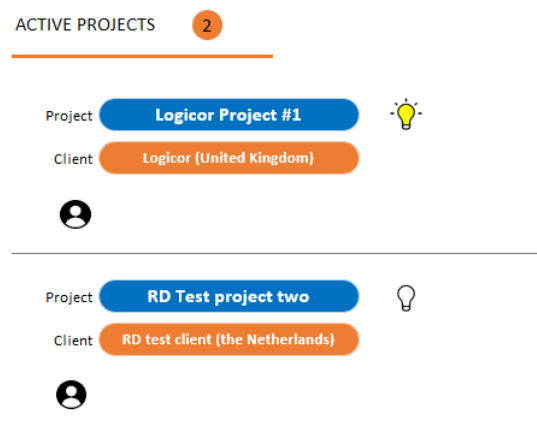 ACTIVE PROJECTS 2
Project Logicor Project #1
Client Logicor (United Kingdom)
Project RD Test project two
Client RD test client (the Netherlands)